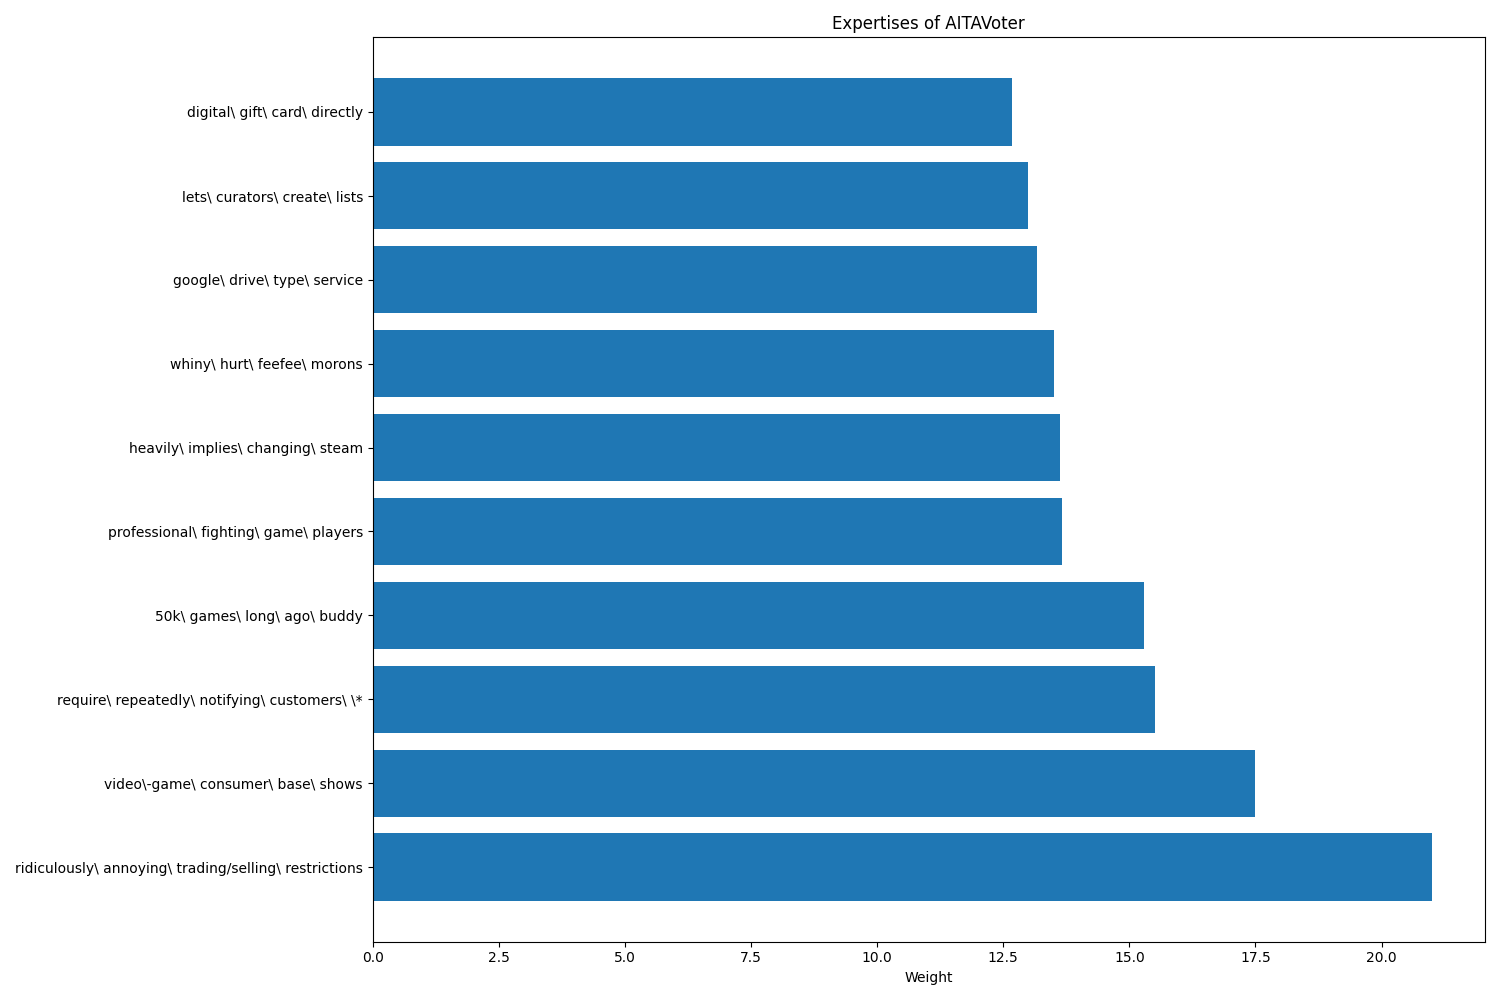 Expertises of AITAVoter
digital\ gift\ card\ directly
lets\ curators\ create\ lists
google\ drive\ type\ service
whiny\ hurt\ feefee\ morons
heavily\ implies\ changing\ steam
professional\ fighting\ game\ players
50k\ games\ long\ ago\ buddy
require\ repeatedly\ notifying\ customers\ \*
video\-game\ consumer\ base\ shows
ridiculously\ annoying\ trading/selling\ restrictions
0.0 2.5 5.0 7.5 10.0 12.5 15.0 17.5 20.0
Weight